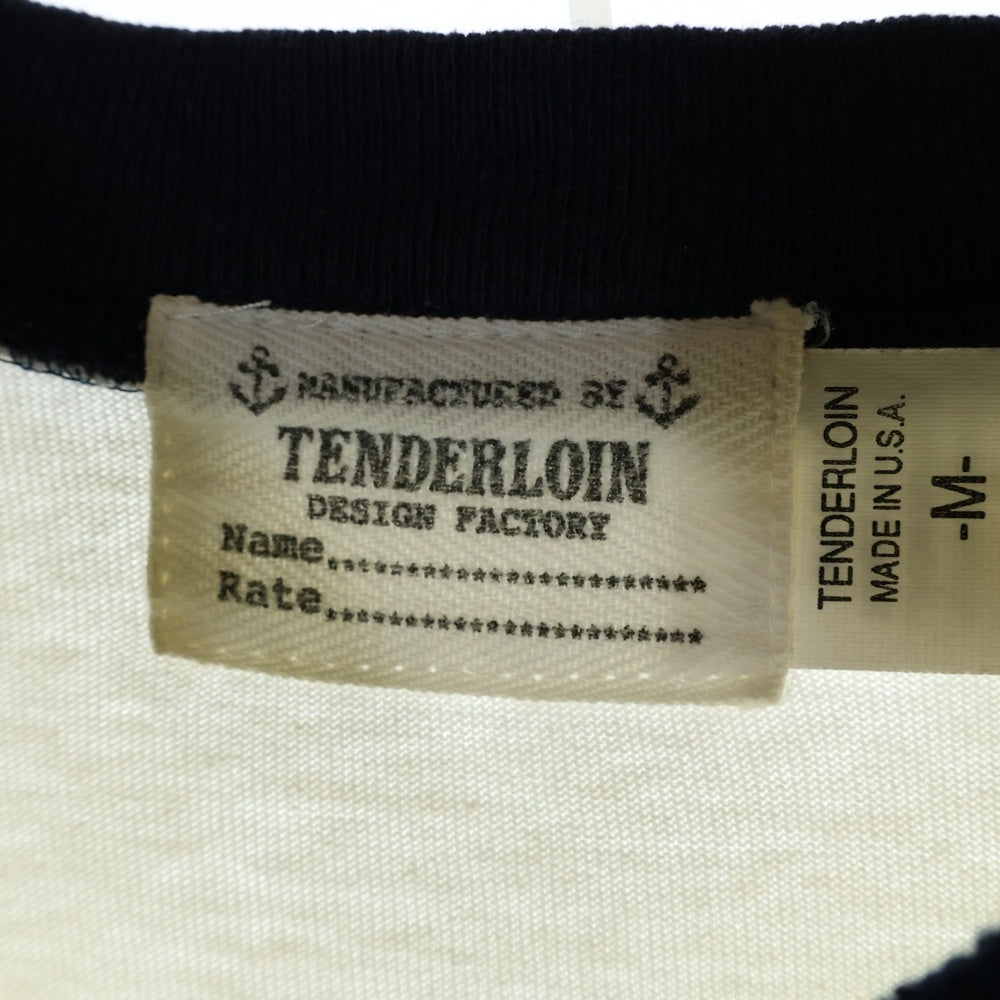 MANUFACTURED BY
TENDERLOIN
DESIGN FACTORY
Name........................
Rate........................
TENDERLOIN
MADE IN U.S.A.
-M-